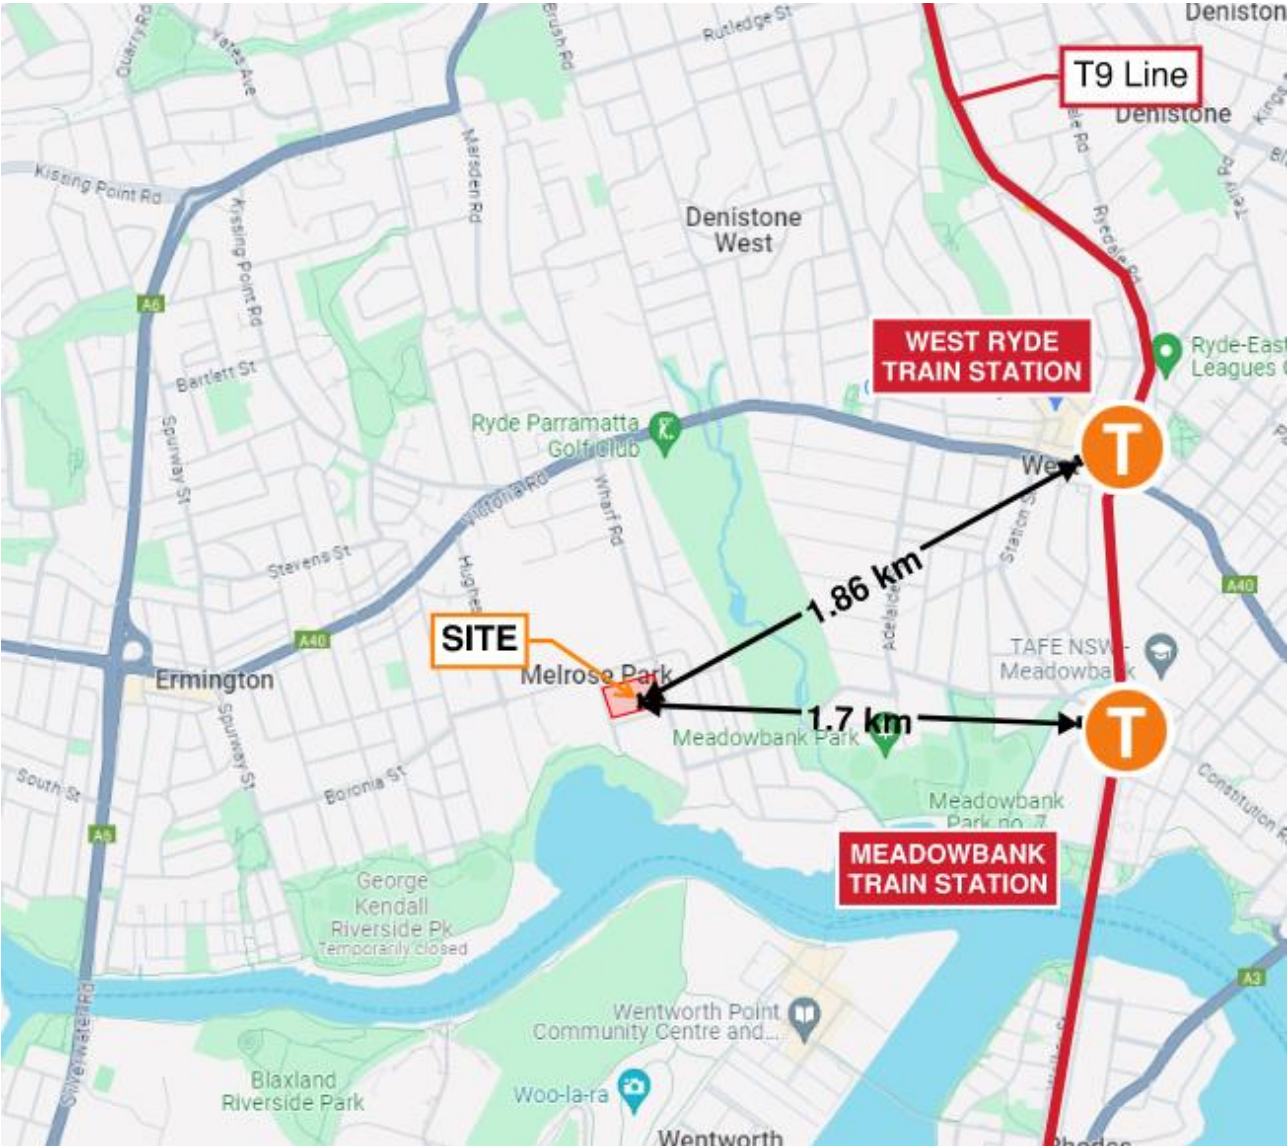 Deniston
Quarry Rd
Yates Ave
Brush Rd
Rutledge St
T9 Line
Denistone
Kissing Point Rd
Marsden Rd
Terry Rd
Kissing Point Rd
Denistone
West
Ryedale Rd
A6
WEST RYDE
TRAIN STATION
Ryde-East
Leagues C
Bartlett St
Spurway St
Ryde Parramatta
Golf Club
T
West
Victoria Rd
Wharf Rd
Station St
Stevens St
Hughes
1.86 km
Adelaide
A40
SITE
A40
TAFE NSW -
Meadowbank
Ermington
Melrose Park
Spurway St
1.7 km
T
Meadowbank Park
South St
Boronia St
Meadowbank
Park no. 7
Constitution R
A6
MEADOWBANK
TRAIN STATION
George
Kendall
Riverside Pk
Temporarily closed
A3
Silverwater Rd
Wentworth Point
Community Centre and...
Blaxland
Riverside Park
Woo-la-ra
Wentworth
Rhodes